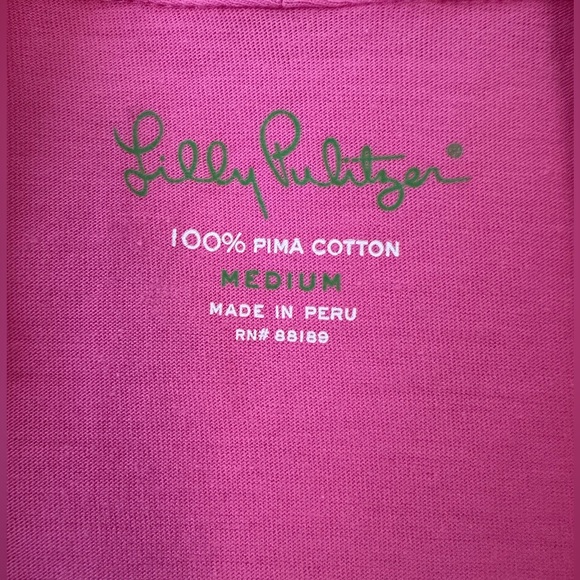 Lilly Pulitzer®
100% PIMA COTTON
MEDIUM
MADE IN PERU
RN# 88189